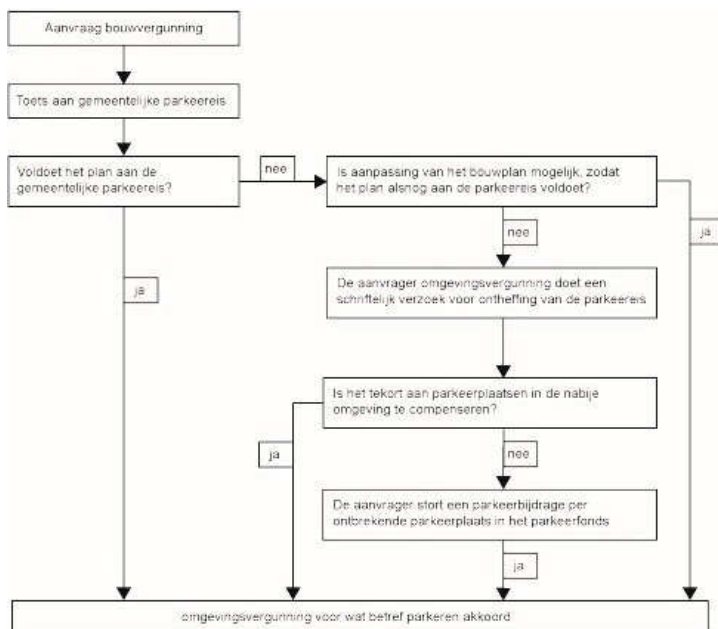 Aanvraag bouwvergunning
Toets aan gemeentelijke parkeereis
Voldoet het plan aan de
gemeentelijke parkeereis?
nee
Is aanpassing van het bouwplan mogelijk, zodat
het plan alsnog aan de parkeereis voldoet?
ja
nee
De aanvrager omgevingsvergunning doet een
schriftelijk verzoek voor ontheffing van de parkeereis
ja
Is het tekort aan parkeerplaatsen in de nabije
omgeving te compenseren?
ja
nee
De aanvrager stort een parkeerbijdrage per
ontbrekende parkeerplaats in het parkeerfonds
ja
omgevingsvergunning voor wat betref parkeren akkoord